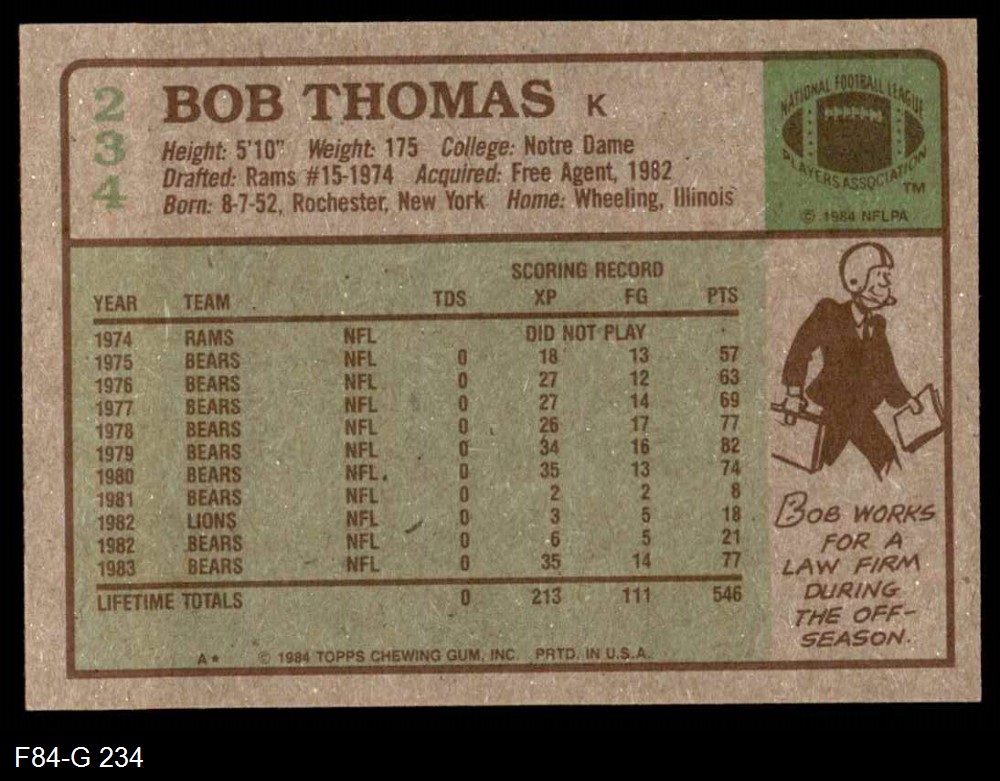 2
3
4
BOB THOMAS K
Height: 5'10" Weight: 175 College: Notre Dame
Drafted: Rams #15-1974 Acquired: Free Agent, 1982
Born: 8-7-52, Rochester, New York Home: Wheeling, Illinois
NATIONAL FOOTBALL LEAGUE
PLAYERS ASSOCIATION
TM
© 1984 NFLPA
SCORING RECORD
YEAR TEAM TDS XP FG PTS
1974 RAMS NFL DID NOT PLAY
1975 BEARS NFL 0 18 13 57
1976 BEARS NFL 0 27 12 63
1977 BEARS NFL 0 27 14 69
1978 BEARS NFL 0 26 17 77
1979 BEARS NFL 0 34 16 82
1980 BEARS NFL. 0 35 13 74
1981 BEARS NFL 0 2 2 8
1982 LIONS NFL 0 3 5 18
1982 BEARS NFL 0 6 5 21
1983 BEARS NFL 0 35 14 77
LIFETIME TOTALS 0 213 111 546
A* © 1984 TOPPS CHEWING GUM, INC. PRTD. IN U.S.A.
BOB WORKS
FOR A
LAW FIRM
DURING
THE OFF-
SEASON.
F84-G 234